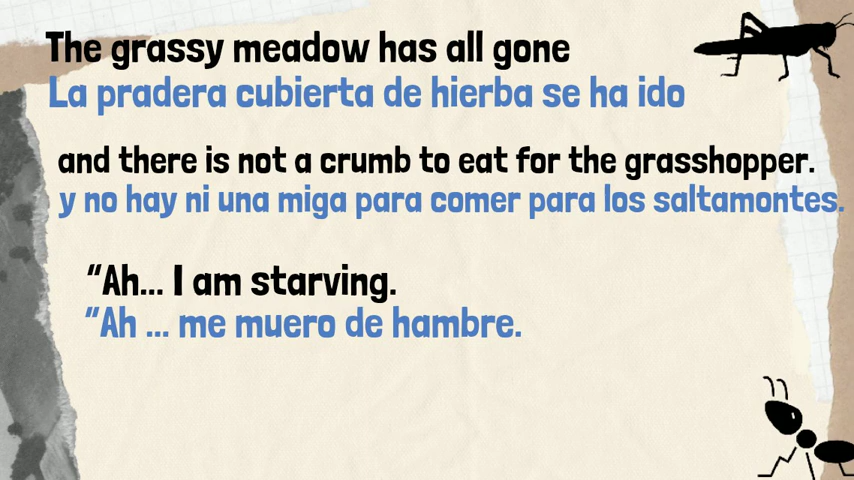 The grassy meadow has all gone
La pradera cubierta de hierba se ha ido
and there is not a crumb to eat for the grasshopper.
y no hay ni una miga para comer para los saltamontes.
“Ah... I am starving.
“Ah ... me muero de hambre.